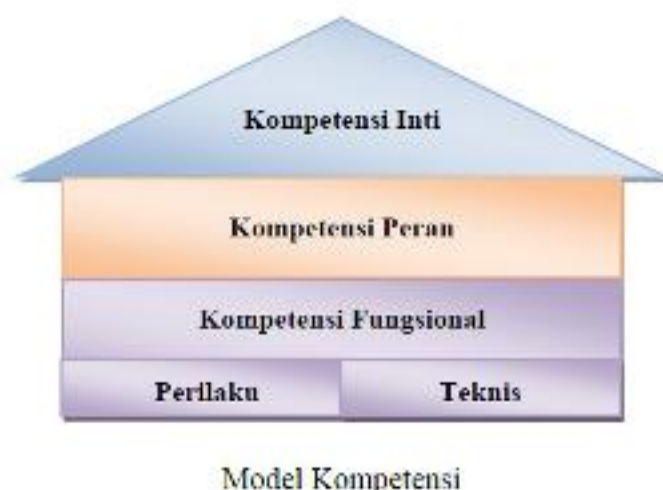 Kompetensi Inti
Kompetensi Peran
Kompetensi Fungsional
Perilaku
Teknis
Model Kompetensi